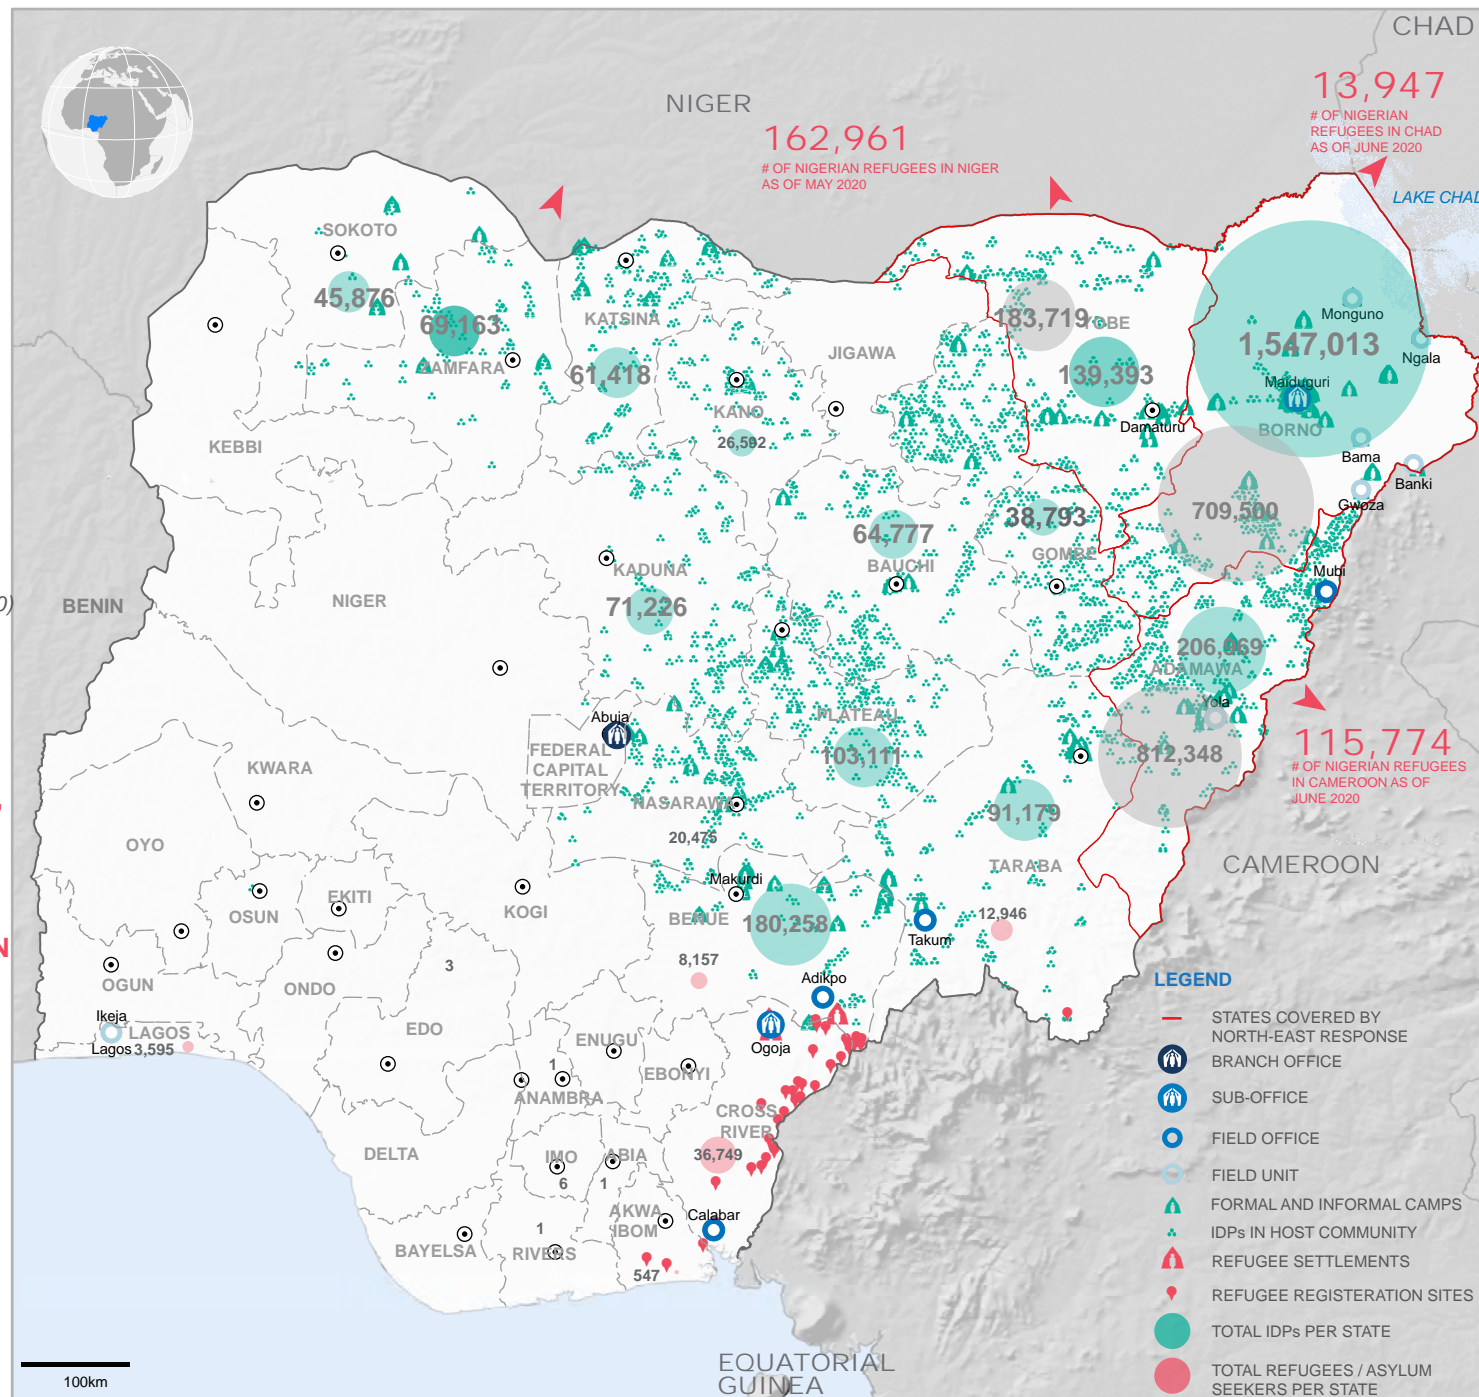 CHAD
13,947
# OF NIGERIAN
REFUGEES IN CHAD
AS OF JUNE 2020
NIGER
162,961
# OF NIGERIAN REFUGEES IN NIGER
AS OF MAY 2020
LAKE CHAD
SOKOTO
45,876
69,163
ZAMFARA
KATSINA
61,418
KANO
26,592
JIGAWA
183,719
YOBE
139,393
Damaturu
Monguno
1,547,013
Ngala
Maiduguri
BORNO
Bama
Banki
Gwoza
709,500
KEBBI
64,777
BAUCHI
38,793
GOMBE
Mubi
KADUNA
71,226
NIGER
BENIN
0)
206,969
ADAMAWA
Yola
812,348
115,774
# OF NIGERIAN REFUGEES
IN CAMEROON AS OF
JUNE 2020
CAMEROON
Abuja
FEDERAL
CAPITAL
TERRITORY
PLATEAU
103,111
NASARAWA
20,475
91,179
TARABA
12,946
KWARA
OYO
OSUN
EKITI
KOGI
Makurdi
BENUE
180,258
8,157
Takum
Adikpo
N
OGUN
ONDO
3
EDO
Ikeja
LAGOS
Lagos 3,595
ENUGU
1
ANAMBRA
EBONYI
Ogoja
CROSS
RIVER
36,749
DELTA
IMO
6
ABIA
1
AKWA
IBOM
Calabar
BAYELSA
1
RIVERS
547
EQUATORIAL
GUINEA
100km
LEGEND
STATES COVERED BY
NORTH-EAST RESPONSE
BRANCH OFFICE
SUB-OFFICE
FIELD OFFICE
FIELD UNIT
FORMAL AND INFORMAL CAMPS
IDPs IN HOST COMMUNITY
REFUGEE SETTLEMENTS
REFUGEE REGISTERATION SITES
TOTAL IDPs PER STATE
TOTAL REFUGEES / ASYLUM
SEEKERS PER STATE